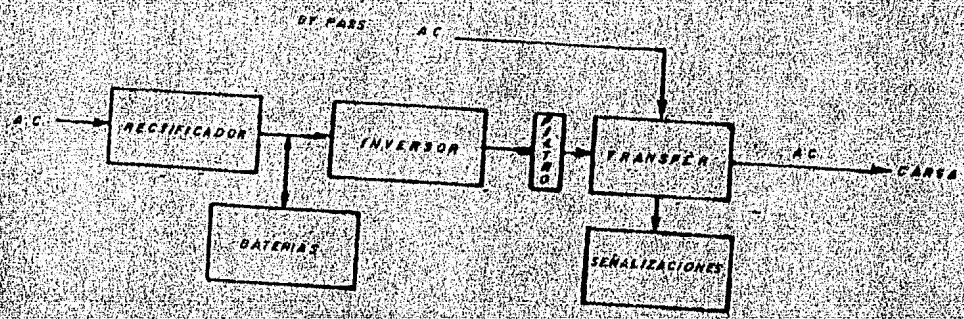 BY PASS A C
A C
RECTIFICADOR
INVERSOR
FILTRO
TRANSFER
A C
CARGA
BATERIAS
SEÑALIZACIONES